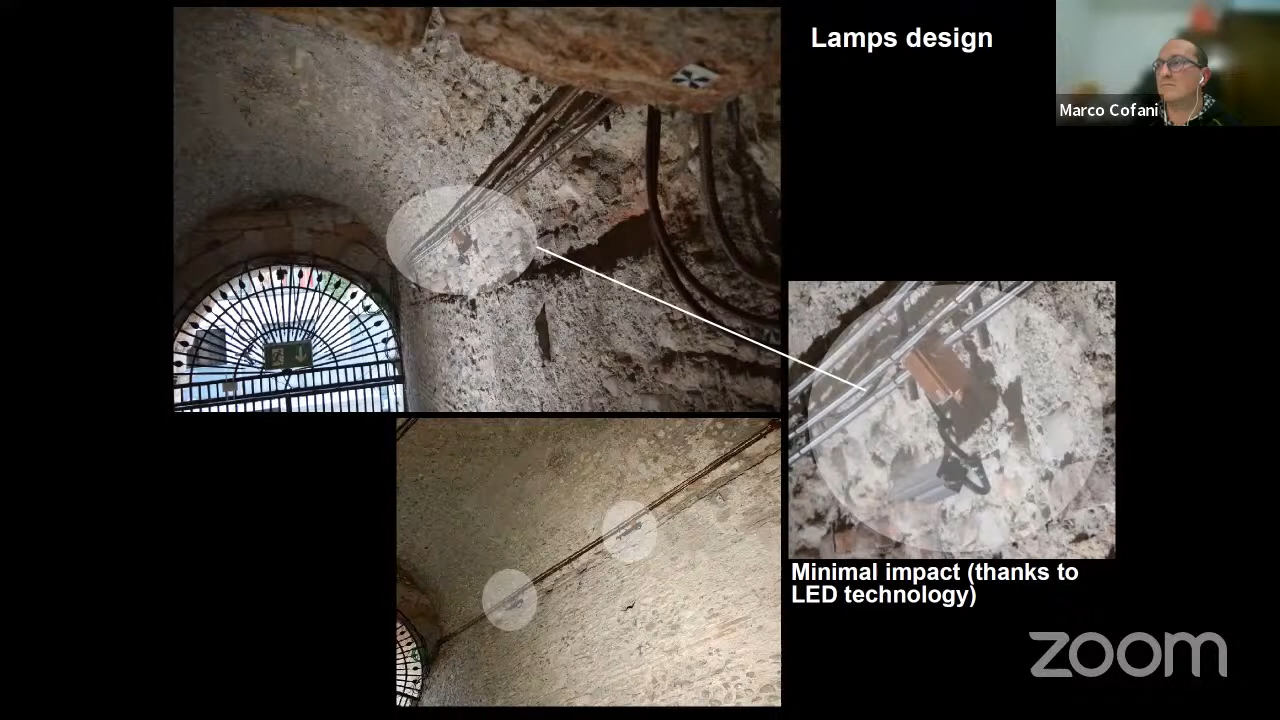 Lamps design
Marco Cofani
Minimal impact (thanks to
LED technology)
zoom